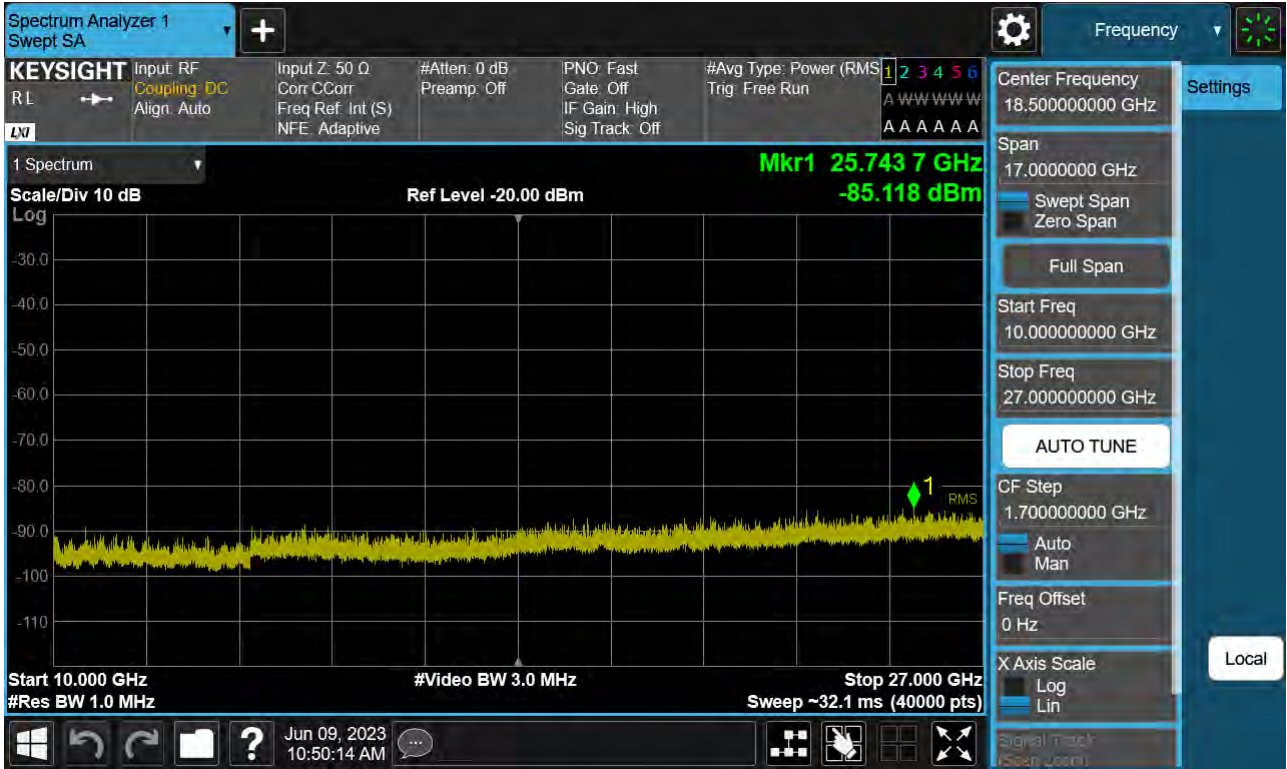 Spectrum Analyzer 1
Swept SA
Frequency
KEYSIGHT
R L
LXI
Input: RF
Coupling: DC
Align: Auto
Input Z: 50 Ω
Corr CCorr
Freq Ref: Int (S)
NFE: Adaptive
#Atten: 0 dB
Preamp: Off
PNO: Fast
Gate: Off
IF Gain: High
Sig Track: Off
#Avg Type: Power (RMS
Trig: Free Run
1 2 3 4 5 6
A W W W W W
A A A A A A
1 Spectrum
Mkr1 25.743 7 GHz
Scale/Div 10 dB
Ref Level -20.00 dBm
-85.118 dBm
Log
-30.0
-40.0
-50.0
-60.0
-70.0
-80.0
-90.0
-100
-110
1
RMS
Start 10.000 GHz
#Video BW 3.0 MHz
Stop 27.000 GHz
#Res BW 1.0 MHz
Sweep ~32.1 ms (40000 pts)
Jun 09, 2023
10:50:14 AM
Center Frequency
18.500000000 GHz
Span
17.0000000 GHz
Swept Span
Zero Span
Full Span
Start Freq
10.000000000 GHz
Stop Freq
27.000000000 GHz
AUTO TUNE
CF Step
1.700000000 GHz
Auto
Man
Freq Offset
0 Hz
X Axis Scale
Log
Lin
Signal Track
(Span Zoom)
Settings
Local